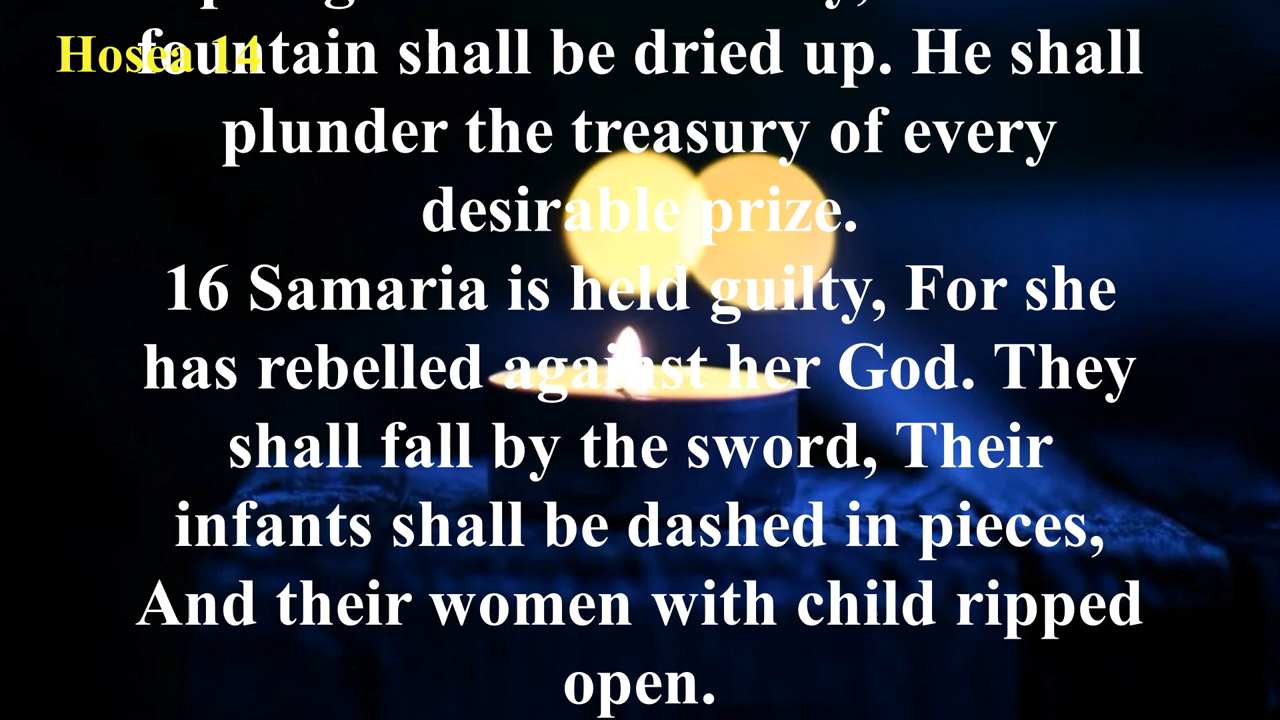 Hosea 14
fountain shall be dried up. He shall
plunder the treasury of every
desirable prize.
16 Samaria is held guilty, For she
has rebelled against her God. They
shall fall by the sword, Their
infants shall be dashed in pieces,
And their women with child ripped
open.